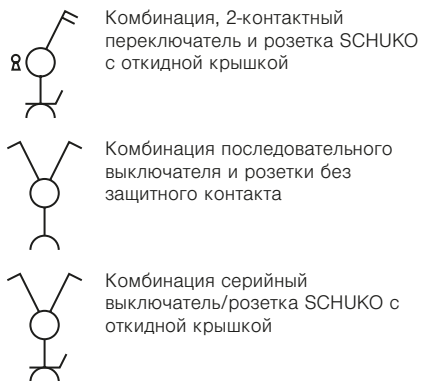 Комбинация, 2-контактный
переключатель и розетка SCHUKO
с откидной крышкой
Комбинация последовательного
выключателя и розетки без
защитного контакта
Комбинация серийный
выключатель/розетка SCHUKO с
откидной крышкой